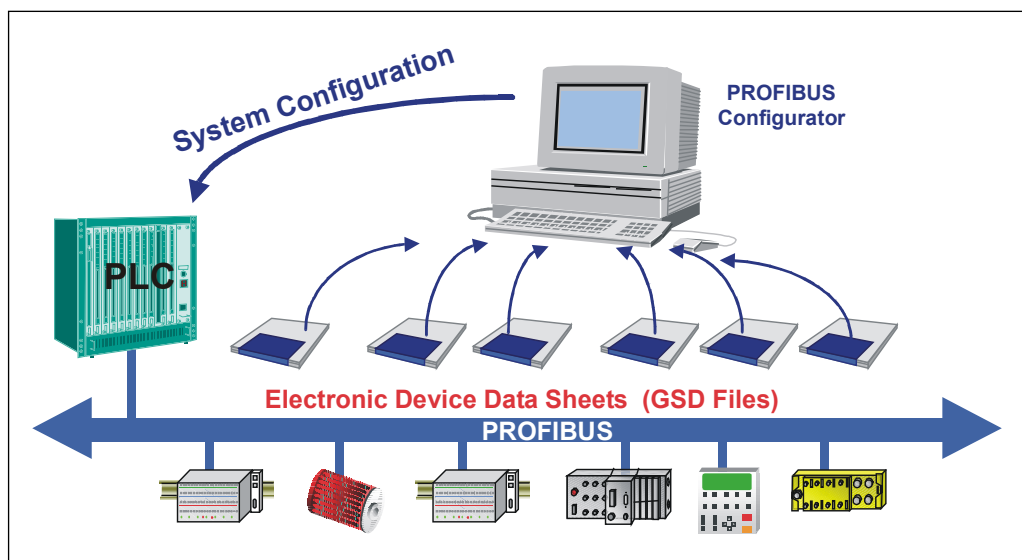 System Configuration
PROFIBUS
Configurator
PLC
Electronic Device Data Sheets (GSD Files)
PROFIBUS